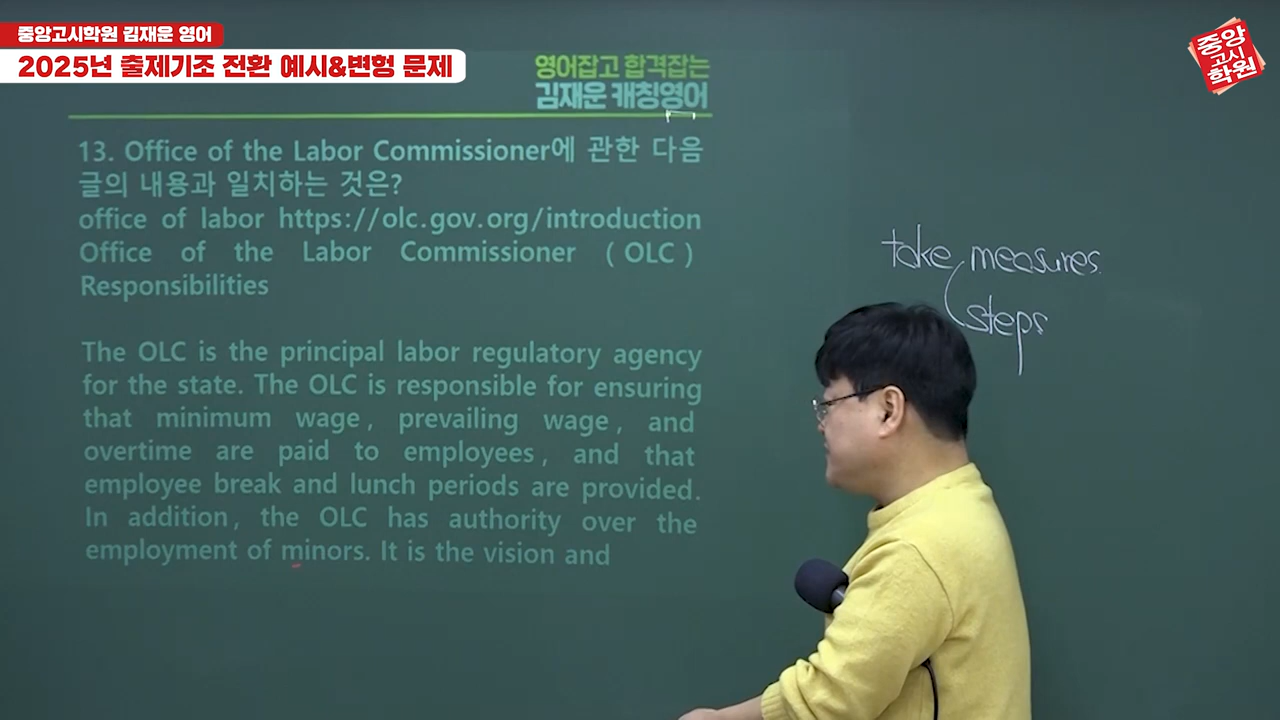 중앙고시학원 김재운 영어
2025년 출제기조 전환 예시&변형 문제
중앙
고시
학원
영어잡고 합격잡는
김재운 캐칭영어
13. Office of the Labor Commissioner에 관한 다음
글의 내용과 일치하는 것은?
office of labor https://olc.gov.org/introduction
Office of the Labor Commissioner (OLC)
Responsibilities
The OLC is the principal labor regulatory agency
for the state. The OLC is responsible for ensuring
that minimum wage, prevailing wage, and
overtime are paid to employees, and that
employee break and lunch periods are provided.
In addition, the OLC has authority over the
employment of minors. It is the vision and
take measures
steps